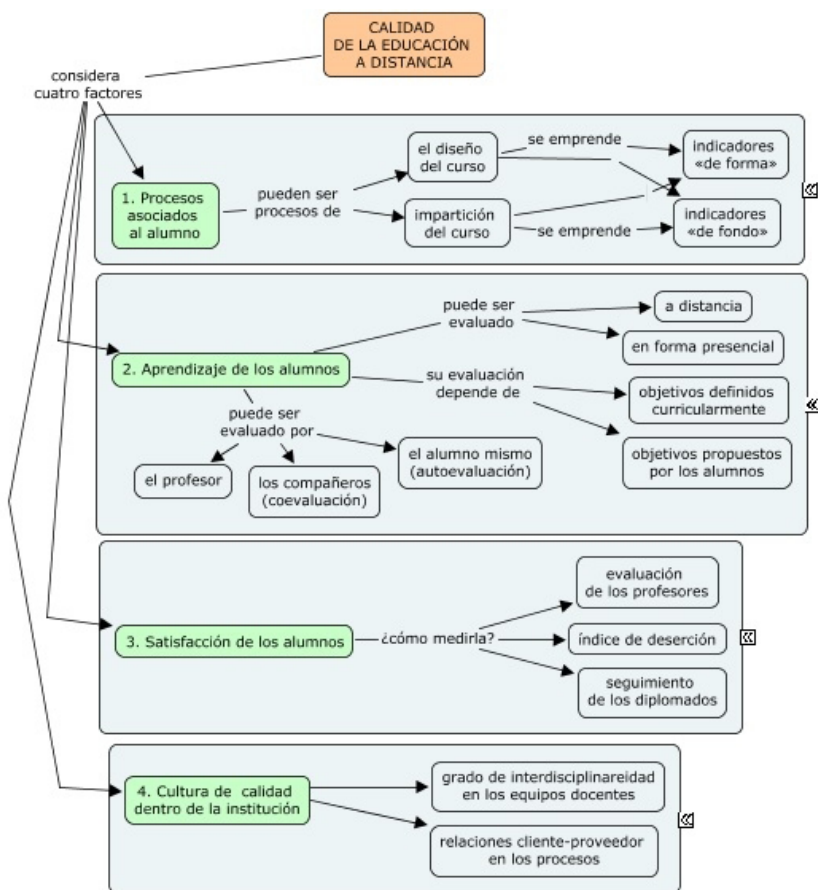 CALIDAD
DE LA EDUCACIÓN
A DISTANCIA
considera
cuatro factores
1. Procesos
asociados
al alumno
pueden ser
procesos de
el diseño
del curso
se emprende
indicadores
«de forma»
impartición
del curso
se emprende
indicadores
«de fondo»
2. Aprendizaje de los alumnos
puede ser
evaluado
a distancia
en forma presencial
su evaluación
depende de
objetivos definidos
curricularmente
objetivos propuestos
por los alumnos
puede ser
evaluado por
el profesor
los compañeros
(coevaluación)
el alumno mismo
(autoevaluación)
3. Satisfacción de los alumnos
¿cómo medirla?
evaluación
de los profesores
índice de deserción
seguimiento
de los diplomados
4. Cultura de calidad
dentro de la institución
grado de interdisciplinareidad
en los equipos docentes
relaciones cliente-proveedor
en los procesos